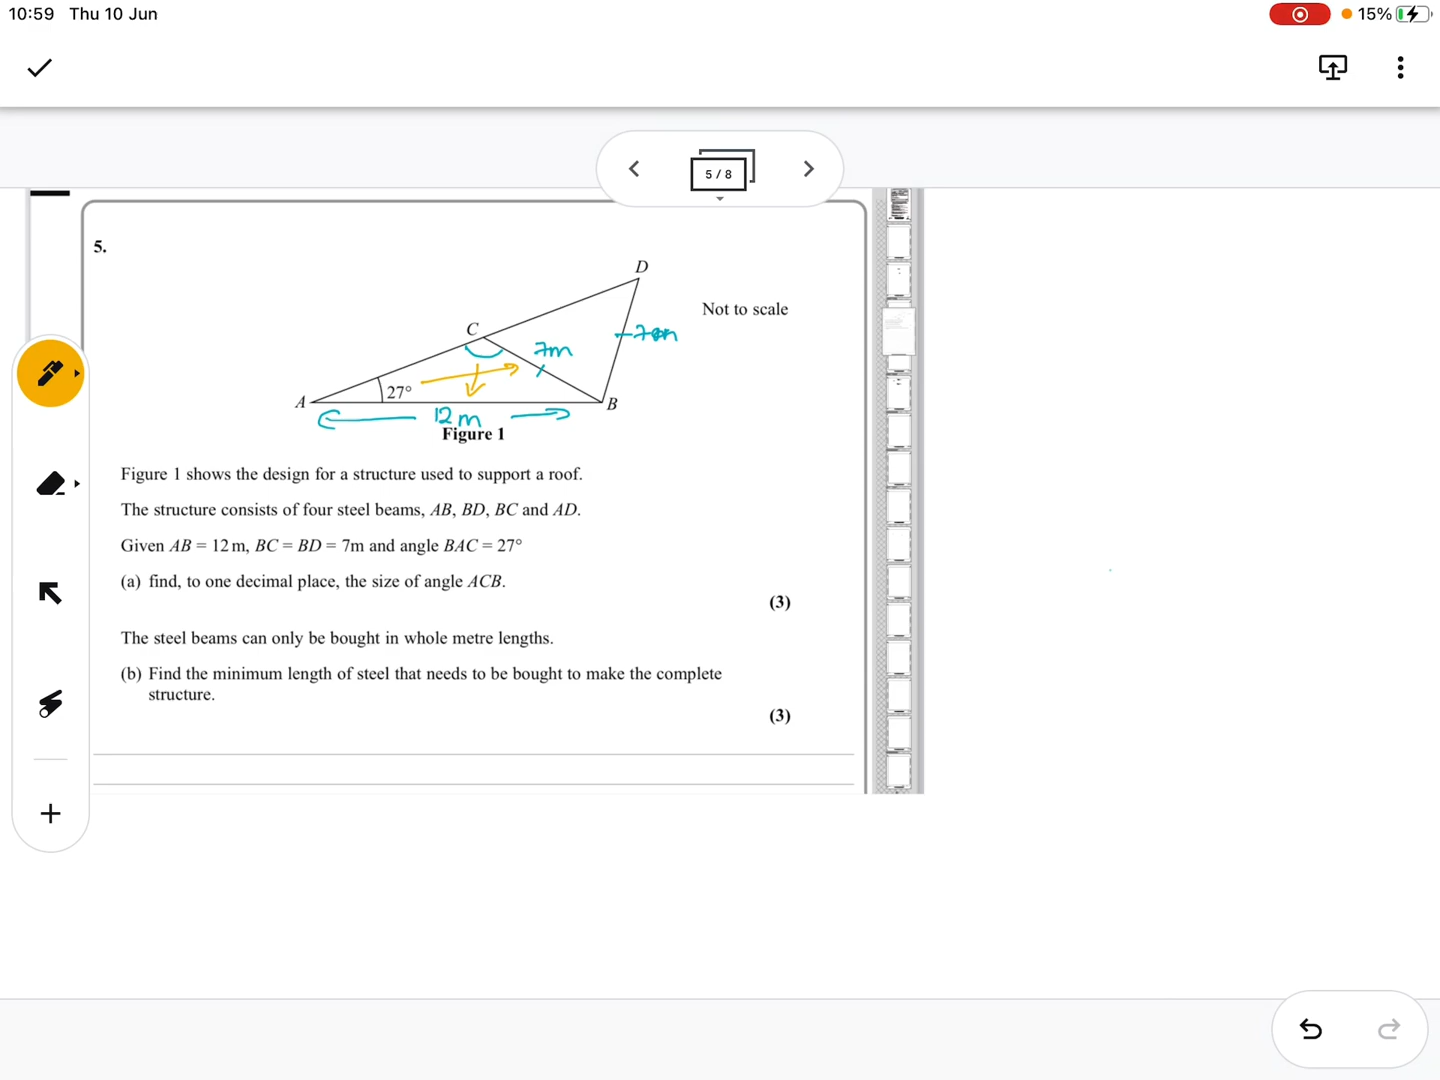 10:59 Thu 10 Jun
15%
5 / 8
5.
D
Not to scale
C
7m
27°
A
B
12m
Figure 1
Figure 1 shows the design for a structure used to support a roof.
The structure consists of four steel beams, AB, BD, BC and AD.
Given AB = 12 m, BC = BD = 7m and angle BAC = 27°
(a) find, to one decimal place, the size of angle ACB.
(3)
The steel beams can only be bought in whole metre lengths.
(b) Find the minimum length of steel that needs to be bought to make the complete
structure.
(3)